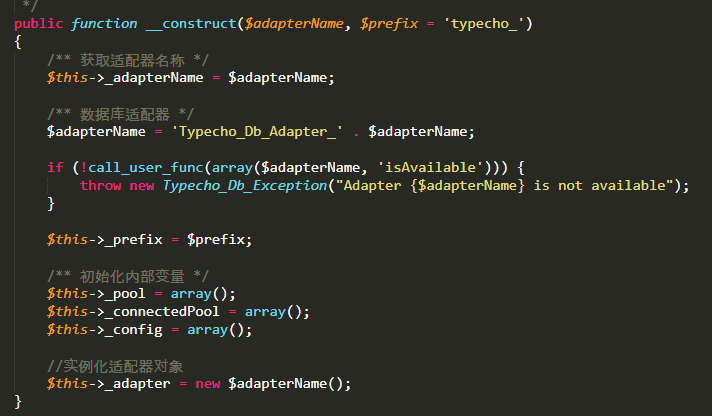 */
public function __construct($adapterName, $prefix = 'typecho_')
{
/** 获取适配器名称 */
$this->_adapterName = $adapterName;
/** 数据库适配器 */
$adapterName = 'Typecho_Db_Adapter_' . $adapterName;
if (!call_user_func(array($adapterName, 'isAvailable'))) {
throw new Typecho_Db_Exception("Adapter {$adapterName} is not available");
}
$this->_prefix = $prefix;
/** 初始化内部变量 */
$this->_pool = array();
$this->_connectedPool = array();
$this->_config = array();
//实例化适配器对象
$this->_adapter = new $adapterName();
}